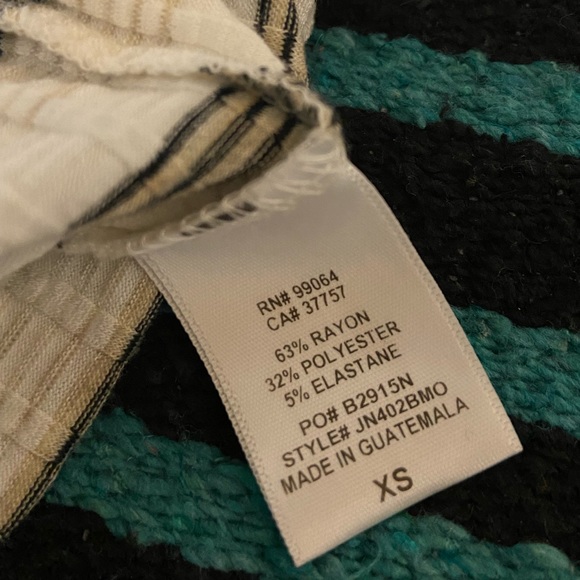 RN# 99064
CA# 37757
63% RAYON
32% POLYESTER
5% ELASTANE
PO# B2915N
STYLE# JN402BMO
MADE IN GUATEMALA
XS